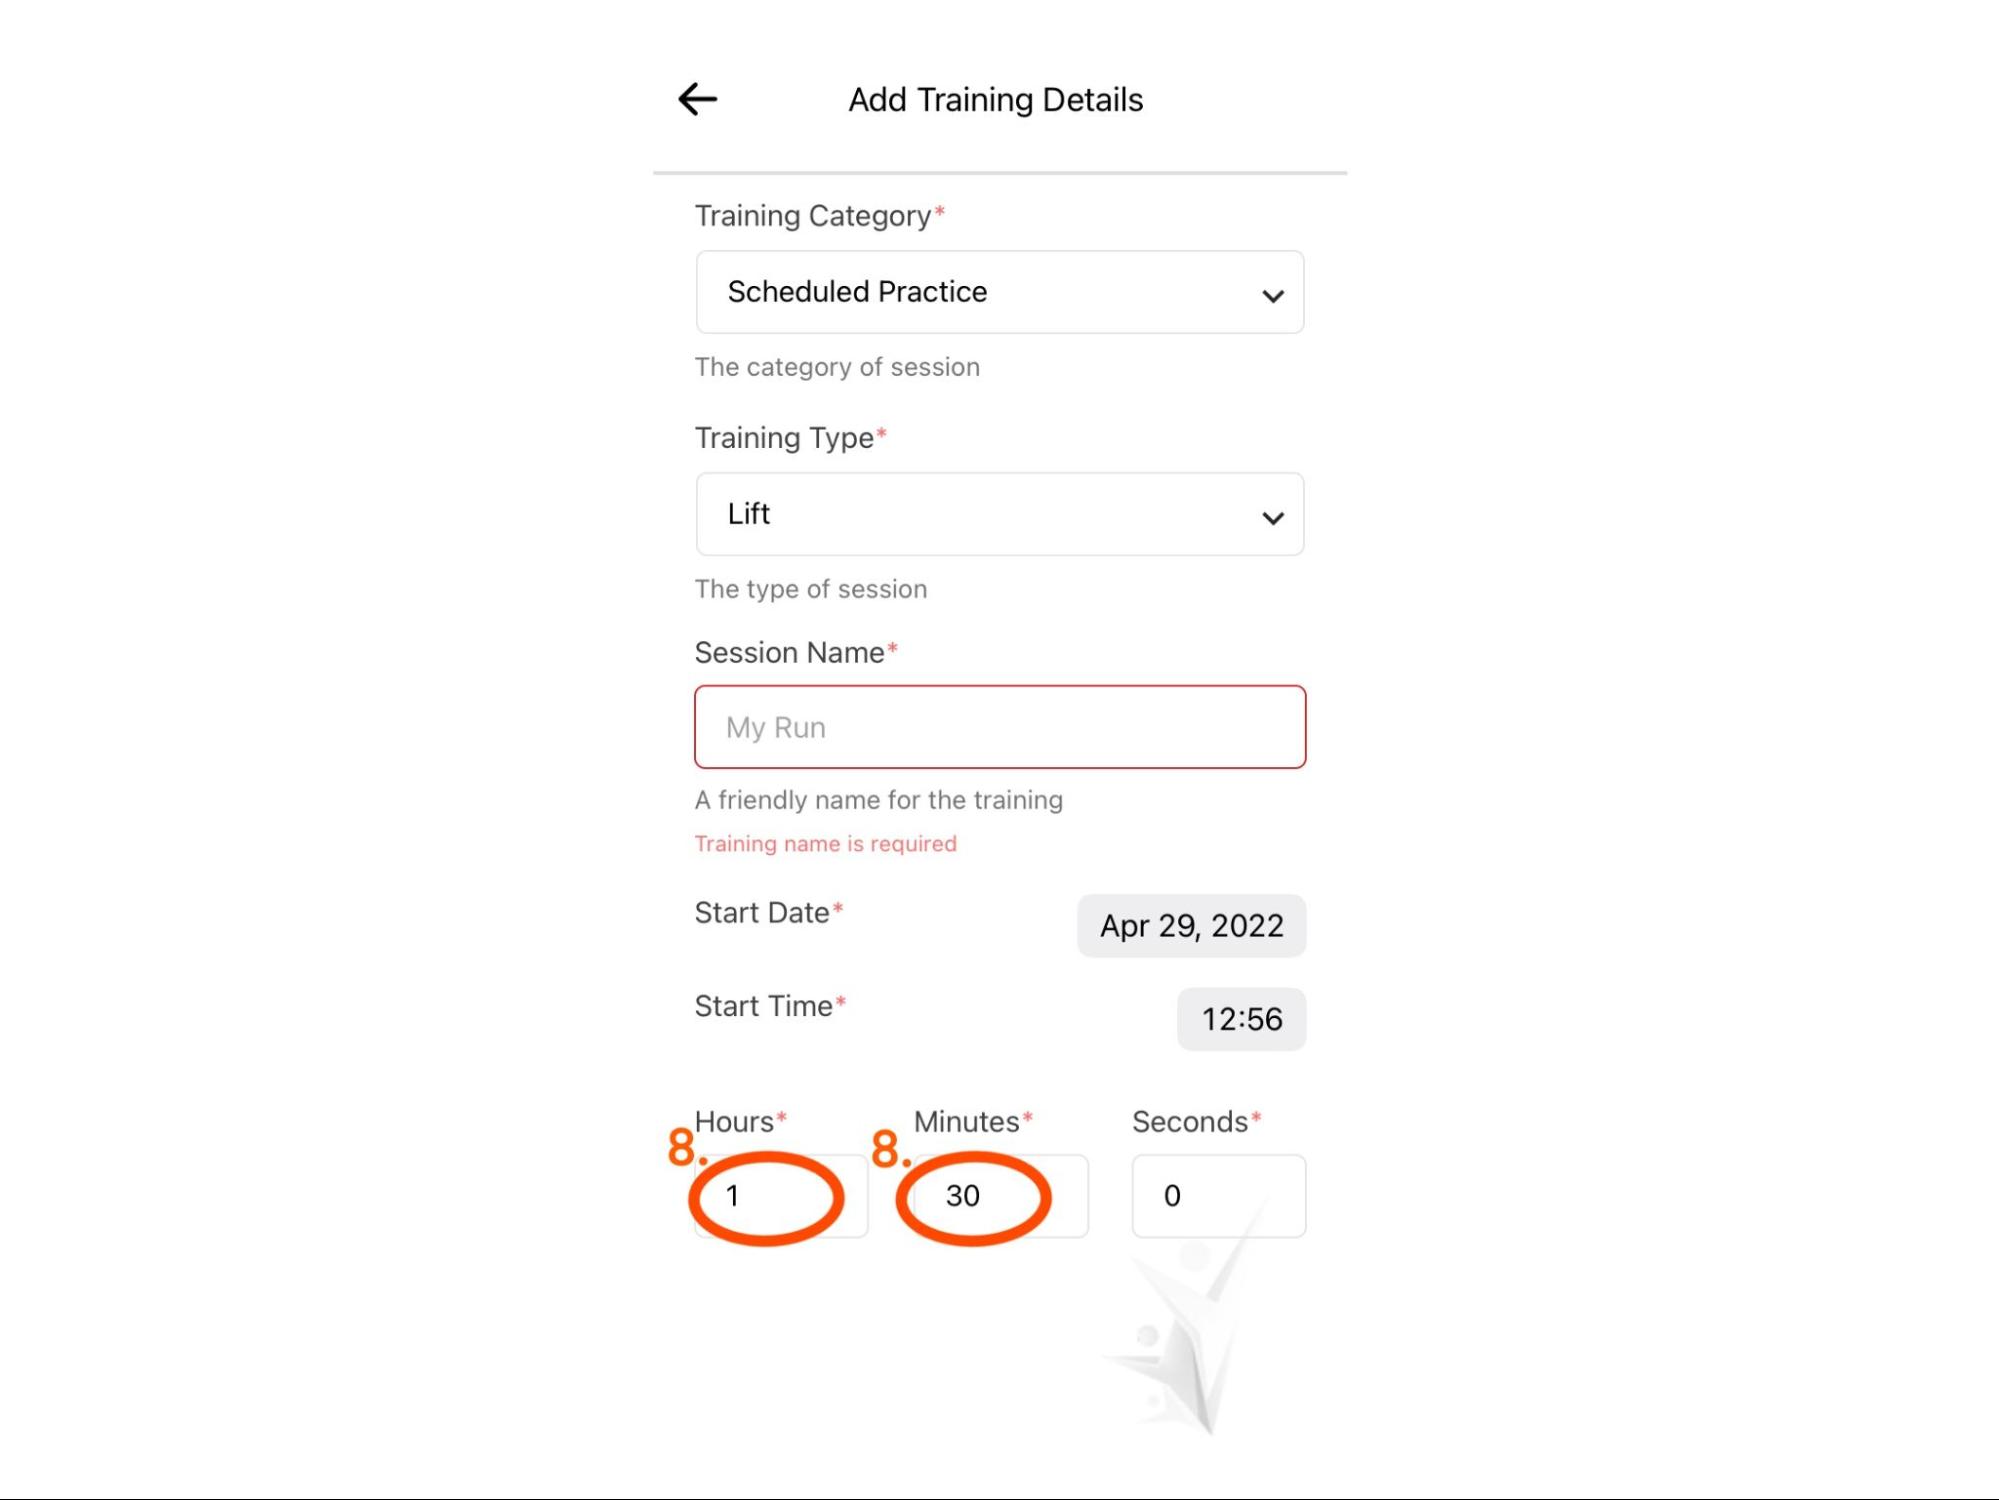 Add Training Details
Training Category*
Scheduled Practice
The category of session
Training Type*
Lift
The type of session
Session Name*
My Run
A friendly name for the training
Training name is required
Start Date*
Apr 29, 2022
Start Time*
12:56
Hours* Minutes* Seconds*
8. 8.
1 30 0